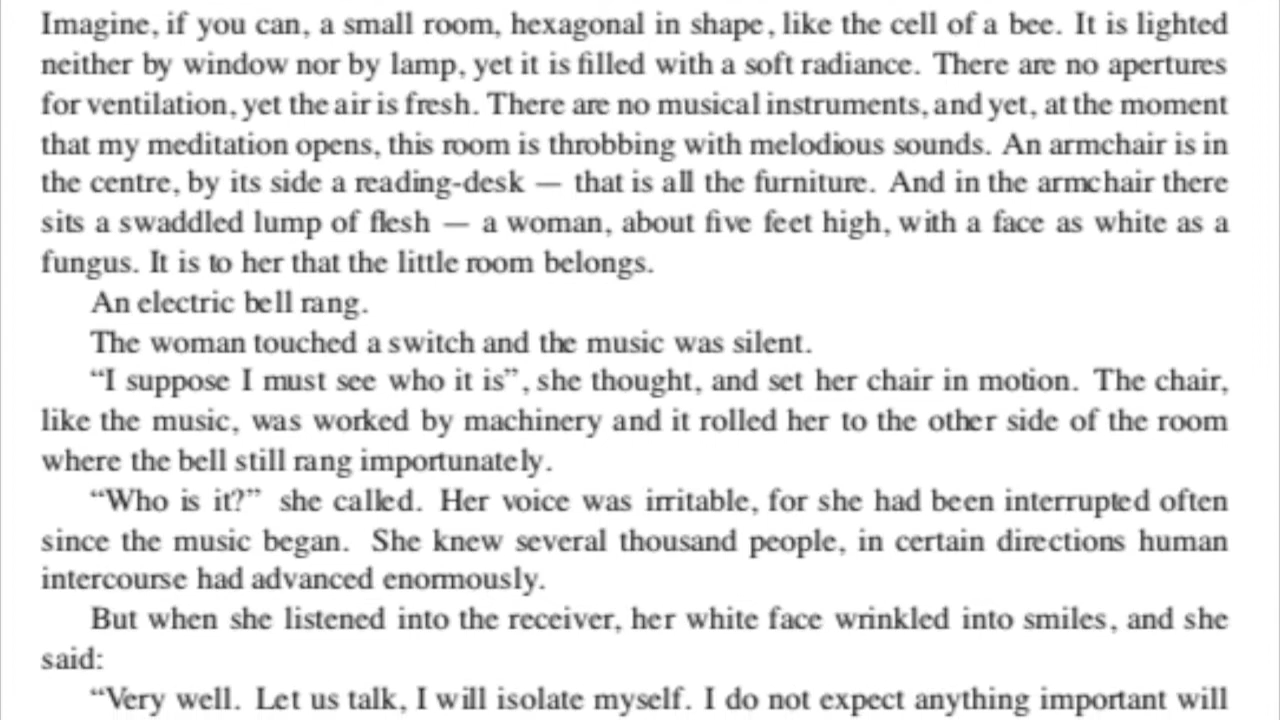 Imagine, if you can, a small room, hexagonal in shape, like the cell of a bee. It is lighted
neither by window nor by lamp, yet it is filled with a soft radiance. There are no apertures
for ventilation, yet the air is fresh. There are no musical instruments, and yet, at the moment
that my meditation opens, this room is throbbing with melodious sounds. An armchair is in
the centre, by its side a reading-desk — that is all the furniture. And in the armchair there
sits a swaddled lump of flesh — a woman, about five feet high, with a face as white as a
fungus. It is to her that the little room belongs.
An electric bell rang.
The woman touched a switch and the music was silent.
“I suppose I must see who it is”, she thought, and set her chair in motion. The chair,
like the music, was worked by machinery and it rolled her to the other side of the room
where the bell still rang importunately.
“Who is it?” she called. Her voice was irritable, for she had been interrupted often
since the music began. She knew several thousand people, in certain directions human
intercourse had advanced enormously.
But when she listened into the receiver, her white face wrinkled into smiles, and she
said:
“Very well. Let us talk, I will isolate myself. I do not expect anything important will